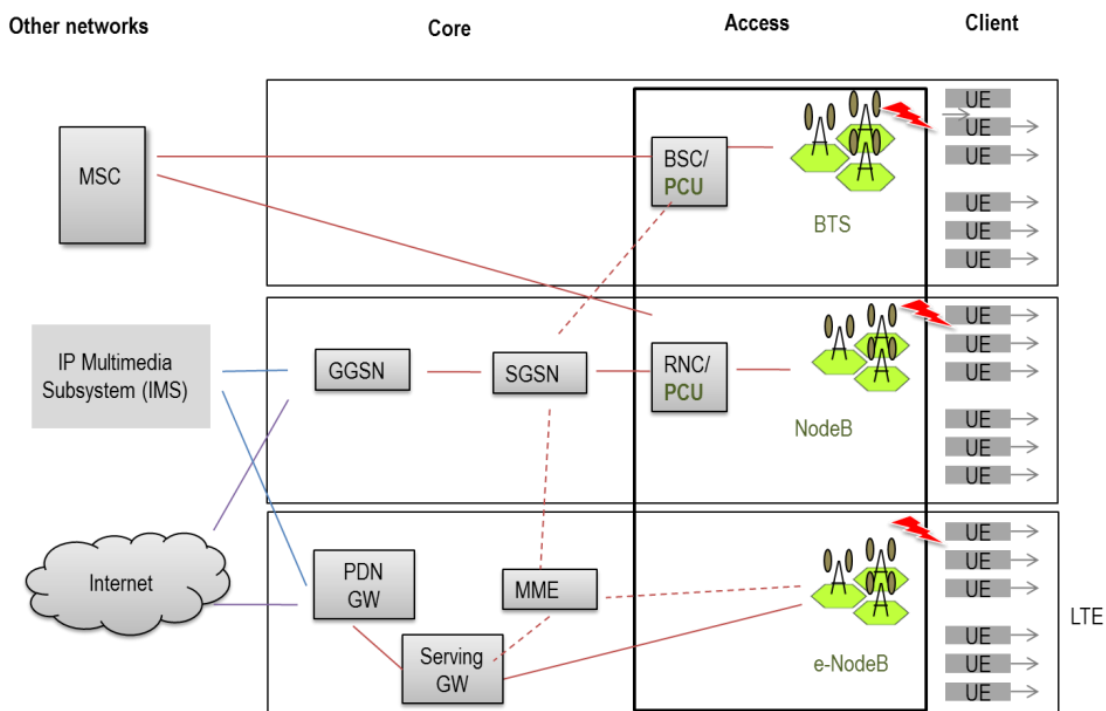 Other networks
Core
Access
Client
MSC
BSC/
PCU
BTS
UE
UE
UE
UE
UE
UE
IP Multimedia
Subsystem (IMS)
GGSN
SGSN
RNC/
PCU
NodeB
UE
UE
UE
UE
UE
UE
Internet
PDN
GW
MME
Serving
GW
e-NodeB
UE
UE
UE
UE
UE
UE
LTE